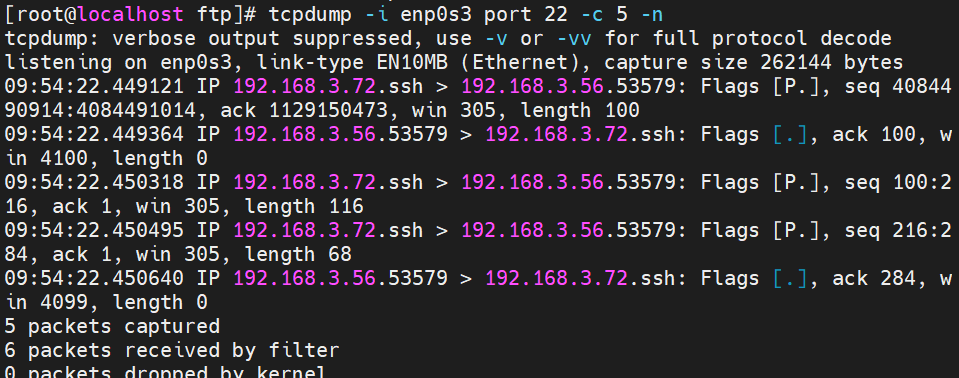 [root@localhost ftp]# tcpdump -i enp0s3 port 22 -c 5 -n
tcpdump: verbose output suppressed, use -v or -vv for full protocol decode
listening on enp0s3, link-type EN10MB (Ethernet), capture size 262144 bytes
09:54:22.449121 IP 192.168.3.72.ssh > 192.168.3.56.53579: Flags [P.], seq 40844
90914:4084491014, ack 1129150473, win 305, length 100
09:54:22.449364 IP 192.168.3.56.53579 > 192.168.3.72.ssh: Flags [.], ack 100, w
in 4100, length 0
09:54:22.450318 IP 192.168.3.72.ssh > 192.168.3.56.53579: Flags [P.], seq 100:2
16, ack 1, win 305, length 116
09:54:22.450495 IP 192.168.3.72.ssh > 192.168.3.56.53579: Flags [P.], seq 216:2
84, ack 1, win 305, length 68
09:54:22.450640 IP 192.168.3.56.53579 > 192.168.3.72.ssh: Flags [.], ack 284, w
in 4099, length 0
5 packets captured
6 packets received by filter
0 packets dropped by kernel